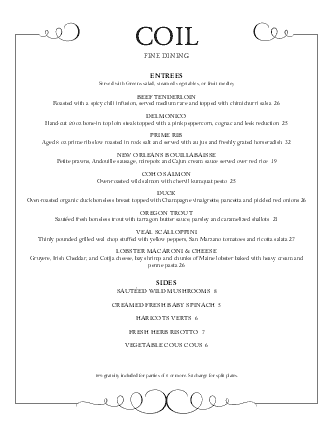 COIL
FINE DINING
ENTREES
Served with Greens salad, steamed vegetables, or fruit medley.
BEEF TENDERLOIN
Roasted with a spicy chili infusion, served medium rare and topped with chimichurri salsa 26
DELMONICO
Hand cut 20 oz bone-in top loin steak topped with a pink peppercorn, cognac and leek reduction 25
PRIME RIB
Aged 8 oz prime rib slow roasted in rock salt and served with au jus and freshly grated horseradish 32
NEW ORLEANS BOUILLABAISSE
Petite prawns, Andouille sausage, tri-repots and Cajun cream sauce served over red rice 19
COHO SALMON
Oven-roasted wild salmon with chervil kumquat pesto 25
DUCK
Oven roasted organic duck boneless breast topped with Champagne vinaigrette, pancetta and pickled red onions 26
OREGON TROUT
Sautéed fresh boneless trout with tarragon butter sauce, parsley and caramelized shallots 21
VEAL SCALLOPPINI
Thinly pounded grilled veal chop stuffed with yellow peppers, San Marzano tomatoes and ricotta salata 27
LOBSTER MACARONI & CHEESE
Gruyere, Irish Cheddar, and Cotija cheese, bay shrimp and chunks of Maine lobster baked with heavy cream and
penne pasta 26
SIDES
SAUTÉED WILD MUSHROOMS 8
CREAMED FRESH BABY SPINACH 5
HARICOTS VERTS 6
FRESH HERB RISOTTO 7
VEGETABLE COUS COUS 6
gratuity included for parties of 6 or more. $ charge for split plates.